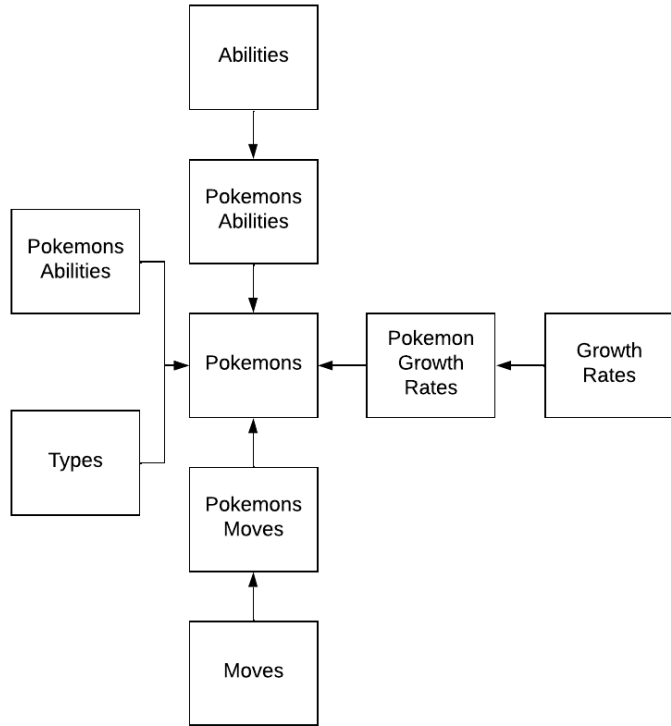 Abilities
Pokemons
Abilities
Pokemons
Abilities
Pokemons
Pokemon
Growth
Rates
Growth
Rates
Types
Pokemons
Moves
Moves